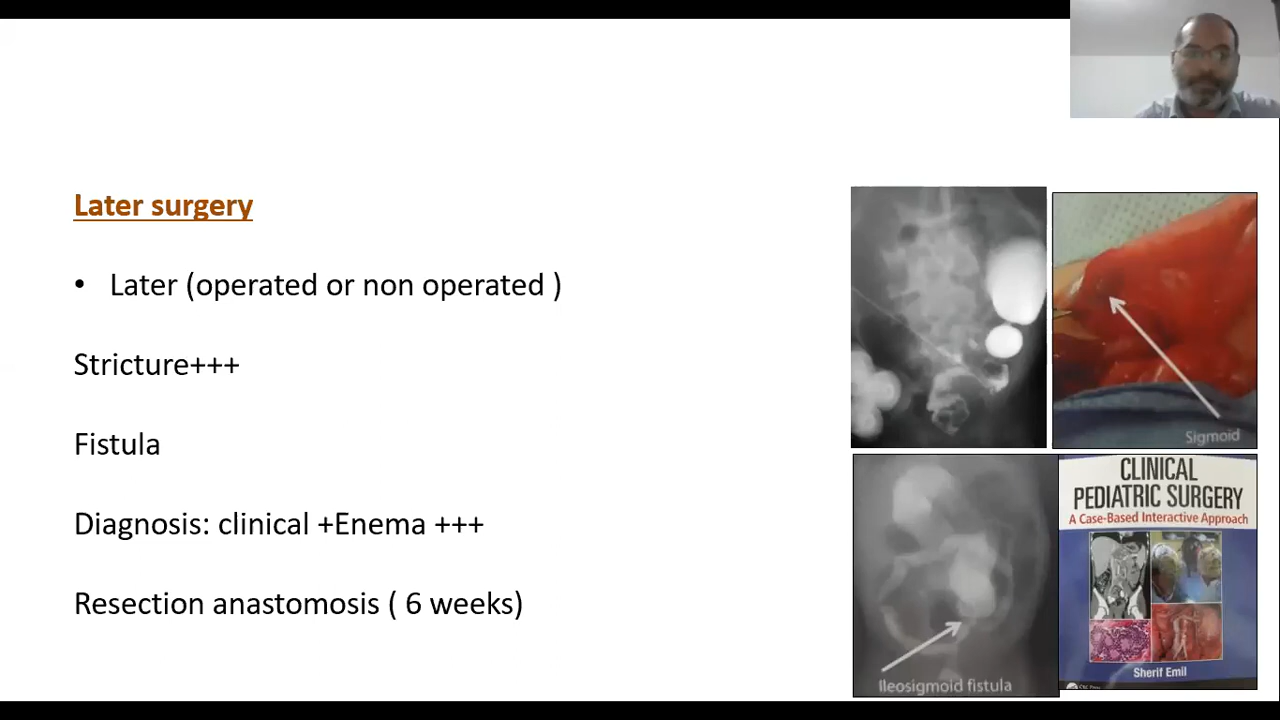 Later surgery
• Later (operated or non operated )
Stricture+++
Fistula
Diagnosis: clinical +Enema +++
Resection anastomosis ( 6 weeks)
Sigmoid
Ileosigmoid fistula
CLINICAL
PEDIATRIC SURGERY
A Case-Based Interactive Approach
Sherif Emil